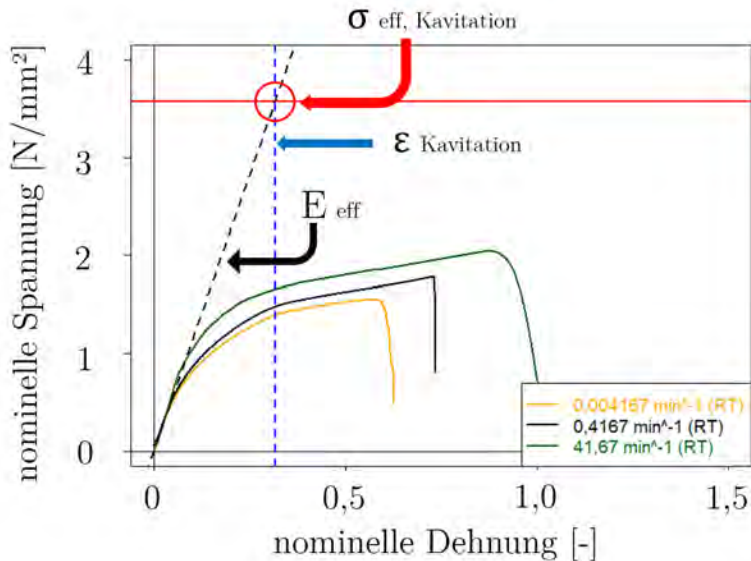 σ eff, Kavitation
4
3
2
1
0
nominelle Spannung [N/mm²]
ε Kavitation
E eff
0,004167 min^-1 (RT)
0,4167 min^-1 (RT)
41,67 min^-1 (RT)
0
0,5
1,0
1,5
nominelle Dehnung [-]